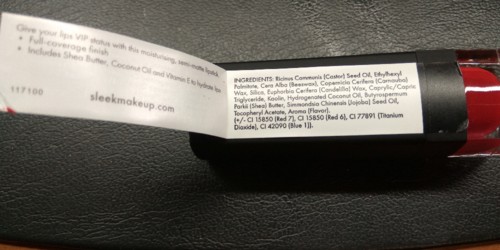 Give your lips VIP status with this moisturising, semi-matte lipstick.
• Full-coverage finish
• Includes Shea Butter, Coconut Oil and Vitamin E to hydrate lips
117100
sleekmakeup.com
INGREDIENTS: Ricinus Communis (Castor) Seed Oil, Ethylhexyl
Palmitate, Cera Alba (Beeswax), Copernicia Cerifera (Carnauba)
Wax, Silica, Euphorbia Cerifera (Candelilla) Wax, Caprylic/Capric
Triglyceride, Kaolin, Hydrogenated Coconut Oil, Butyrospermum
Parkii (Shea) Butter, Simmondsia Chinensis (Jojoba) Seed Oil,
Tocopheryl Acetate, Aroma (Flavor).
(+/- CI 15850 (Red 7), CI 15850 (Red 6), CI 77891 (Titanium
Dioxide), CI 42090 (Blue 1)).